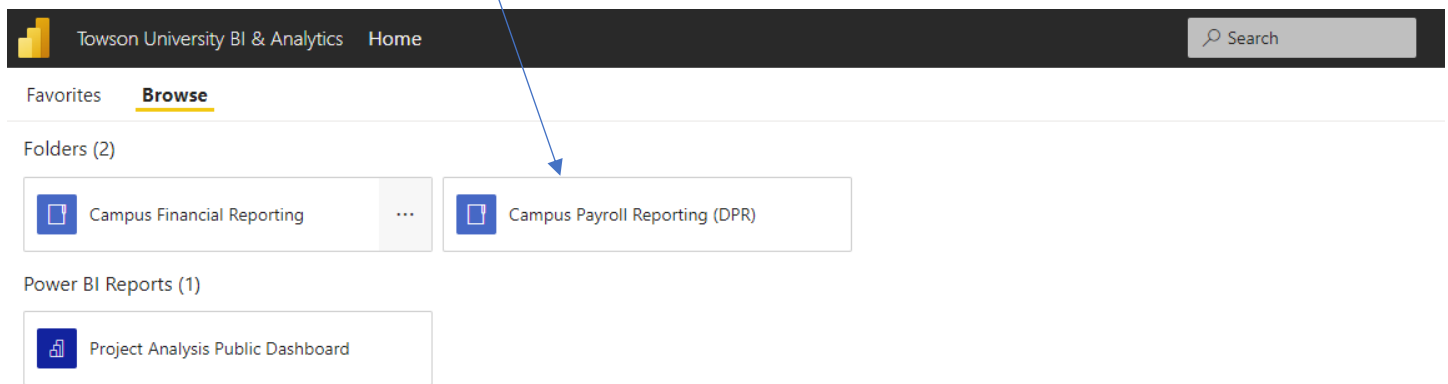 Towson University BI & Analytics Home Search
Favorites Browse
Folders (2)
Campus Financial Reporting ... Campus Payroll Reporting (DPR)
Power BI Reports (1)
Project Analysis Public Dashboard